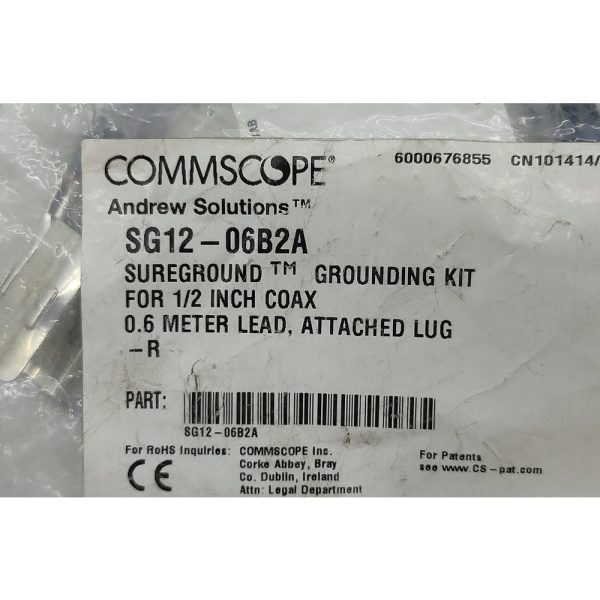 COMMSCOPE®
6000676855 CN101414/
Andrew Solutions™
SG12-06B2A
SUREGROUND™ GROUNDING KIT
FOR 1/2 INCH COAX
0.6 METER LEAD, ATTACHED LUG
-R
PART:
SG12-06B2A
For RoHS Inquiries: COMMSCOPE Inc.
Corke Abbey, Bray
Co. Dublin, Ireland
Attn: Legal Department
CE
For Patents
see www.CS-pat.com